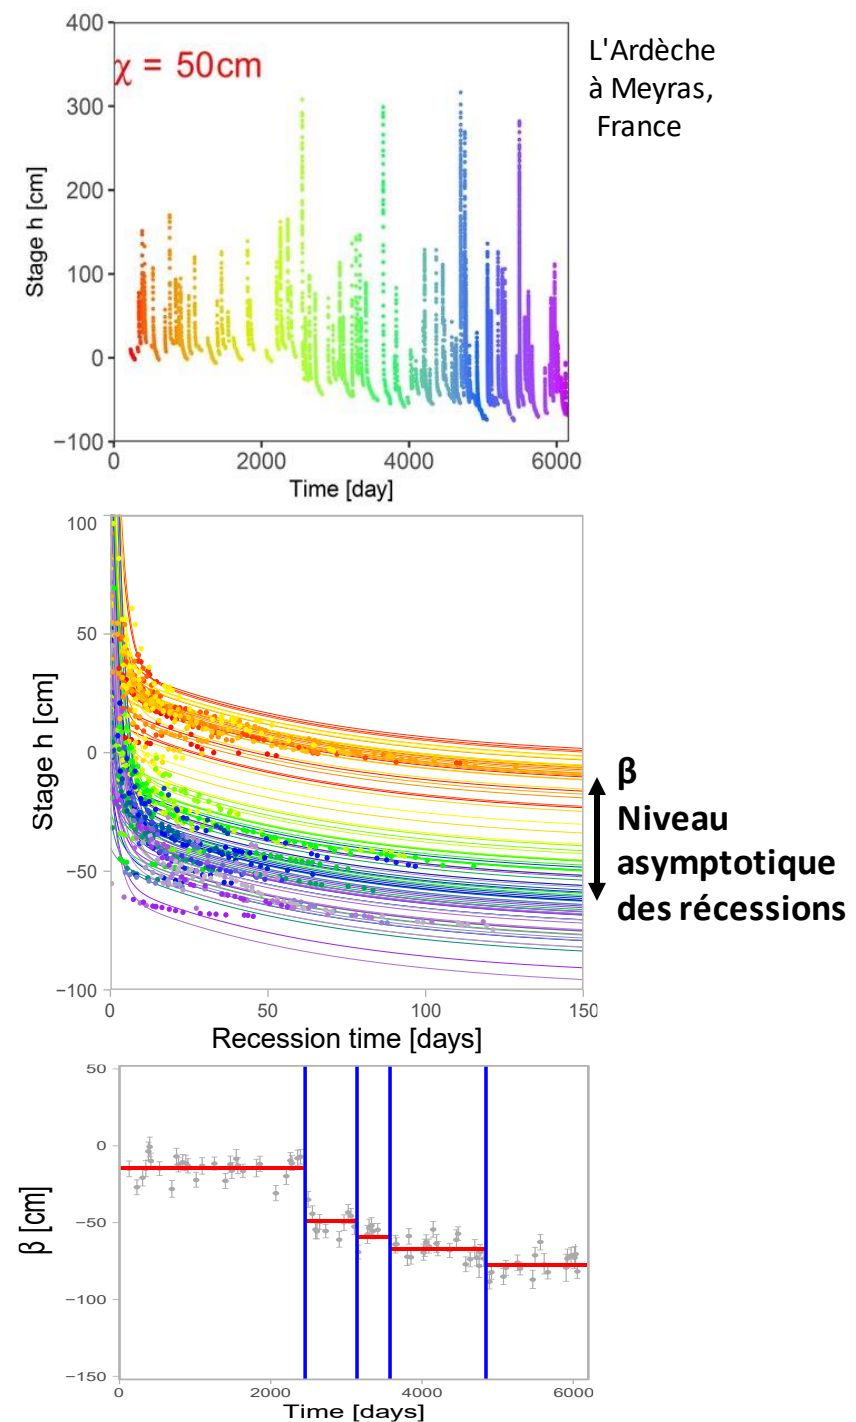 400
χ = 50cm
300
200
100
0
−100
Stage h [cm]
0 2000 4000 6000
Time [day]
L'Ardèche
à Meyras,
France
100
50
0
−50
−100
Stage h [cm]
0 50 100 150
Recession time [days]
β
Niveau
asymptotique
des récessions
50
0
−50
−100
−150
β [cm]
0 2000 4000 6000
Time [days]